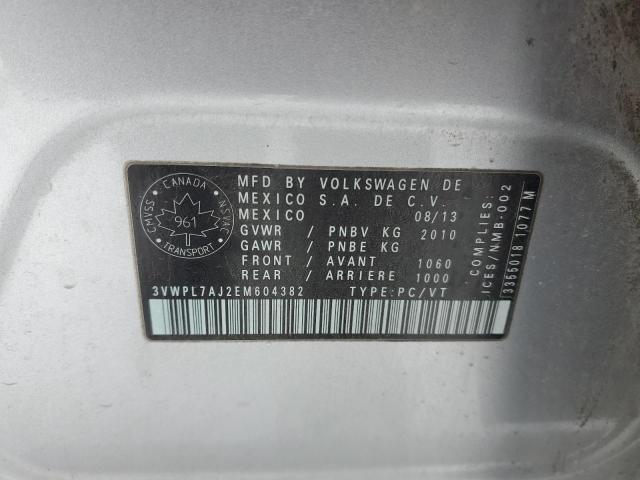 CANADA
CMVSS
NSVAC
961
TRANSPORT
MFD BY VOLKSWAGEN DE
MEXICO S.A. DE C.V.
MEXICO 08/13
GVWR / PNBV KG 2010
GAWR / PNBE KG
FRONT / AVANT 1060
REAR / ARRIERE 1000
3VWPL7AJ2EM604382 TYPE:PC/VT
COMPLIES:
ICES/NMB-002
3355018 1077 M